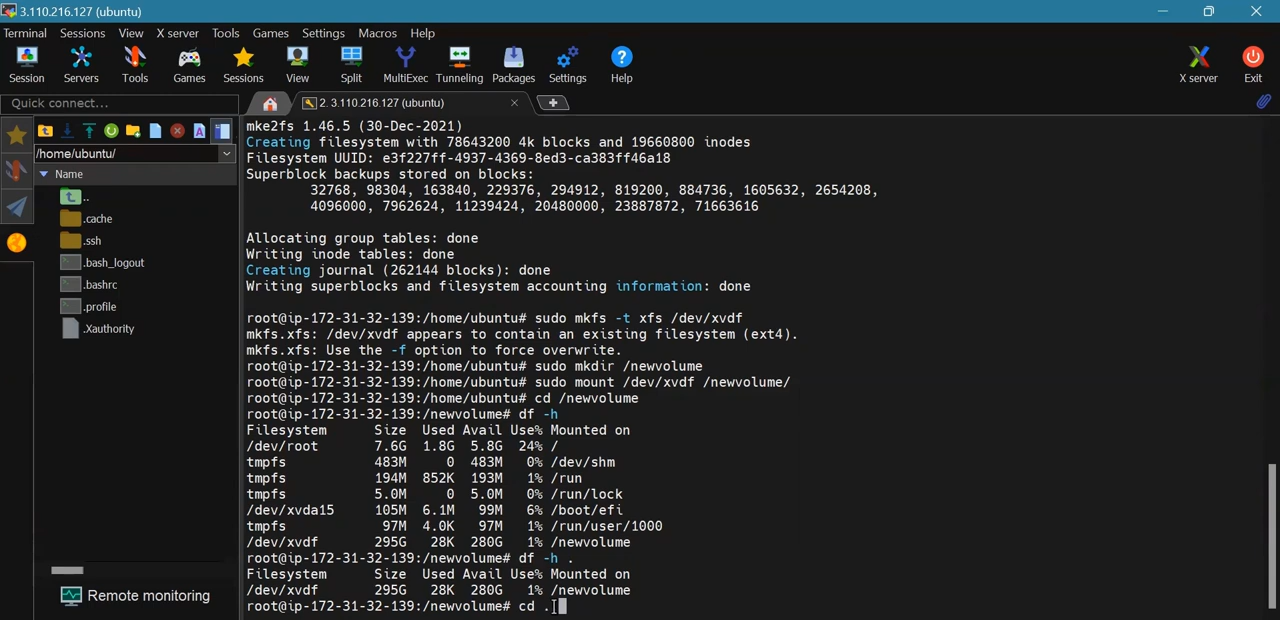 3.110.216.127 (ubuntu)
Terminal Sessions View X server Tools Games Settings Macros Help
Session Servers Tools Games Sessions View Split MultiExec Tunneling Packages Settings Help X server Exit
Quick connect...
2. 3.110.216.127 (ubuntu)
/home/ubuntu/
Name
..
.cache
.ssh
.bash_logout
.bashrc
.profile
.Xauthority
Remote monitoring
mke2fs 1.46.5 (30-Dec-2021)
Creating filesystem with 78643200 4k blocks and 19660800 inodes
Filesystem UUID: e3f227ff-4937-4369-8ed3-ca383ff46a18
Superblock backups stored on blocks:
32768, 98304, 163840, 229376, 294912, 819200, 884736, 1605632, 2654208,
4096000, 7962624, 11239424, 20480000, 23887872, 71663616
Allocating group tables: done
Writing inode tables: done
Creating journal (262144 blocks): done
Writing superblocks and filesystem accounting information: done
root@ip-172-31-32-139:/home/ubuntu# sudo mkfs -t xfs /dev/xvdf
mkfs.xfs: /dev/xvdf appears to contain an existing filesystem (ext4).
mkfs.xfs: Use the -f option to force overwrite.
root@ip-172-31-32-139:/home/ubuntu# sudo mkdir /newvolume
root@ip-172-31-32-139:/home/ubuntu# sudo mount /dev/xvdf /newvolume/
root@ip-172-31-32-139:/home/ubuntu# cd /newvolume
root@ip-172-31-32-139:/newvolume# df -h
Filesystem Size Used Avail Use% Mounted on
/dev/root 7.6G 1.8G 5.8G 24% /
tmpfs 483M 0 483M 0% /dev/shm
tmpfs 194M 852K 193M 1% /run
tmpfs 5.0M 0 5.0M 0% /run/lock
/dev/xvda15 105M 6.1M 99M 6% /boot/efi
tmpfs 97M 4.0K 97M 1% /run/user/1000
/dev/xvdf 295G 28K 280G 1% /newvolume
root@ip-172-31-32-139:/newvolume# df -h .
Filesystem Size Used Avail Use% Mounted on
/dev/xvdf 295G 28K 280G 1% /newvolume
root@ip-172-31-32-139:/newvolume# cd .